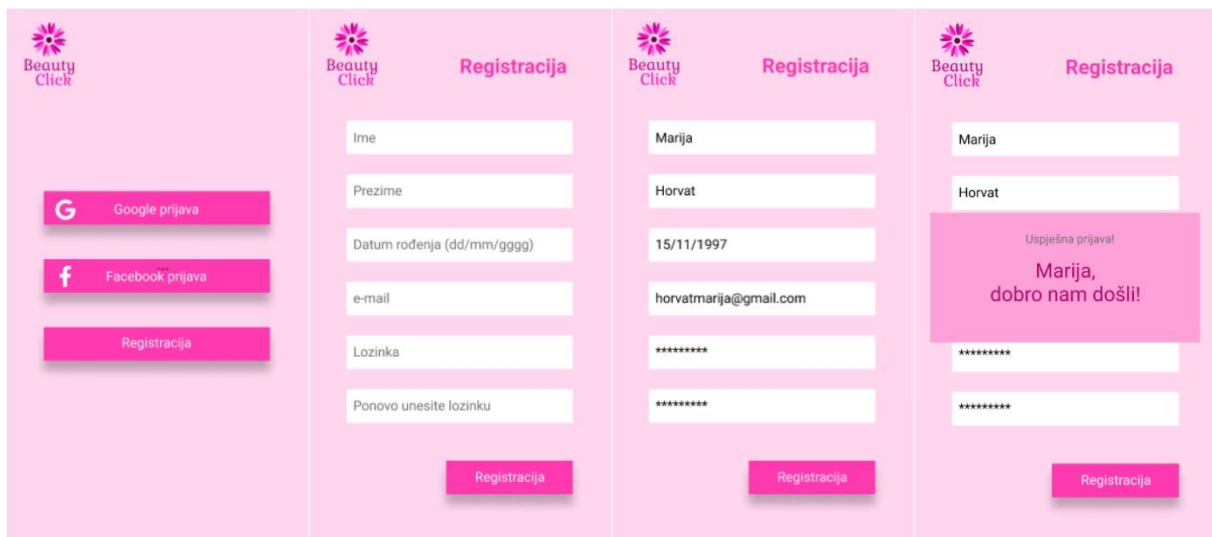 Beauty
Click
Google prijava
Facebook prijava
Registracija
Beauty
Click
Registracija
Ime
Prezime
Datum rođenja (dd/mm/gggg)
e-mail
Lozinka
Ponovo unesite lozinku
Registracija
Beauty
Click
Registracija
Marija
Horvat
15/11/1997
horvatmarija@gmail.com
*********
*********
Registracija
Beauty
Click
Registracija
Marija
Horvat
Uspješna prijava!
Marija,
dobro nam došli!
*********
*********
Registracija